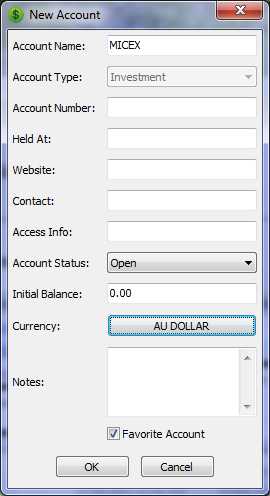 New Account
Account Name: MICEX
Account Type: Investment
Account Number:
Held At:
Website:
Contact:
Access Info:
Account Status: Open
Initial Balance: 0.00
Currency: AU DOLLAR
Notes:
Favorite Account
OK Cancel